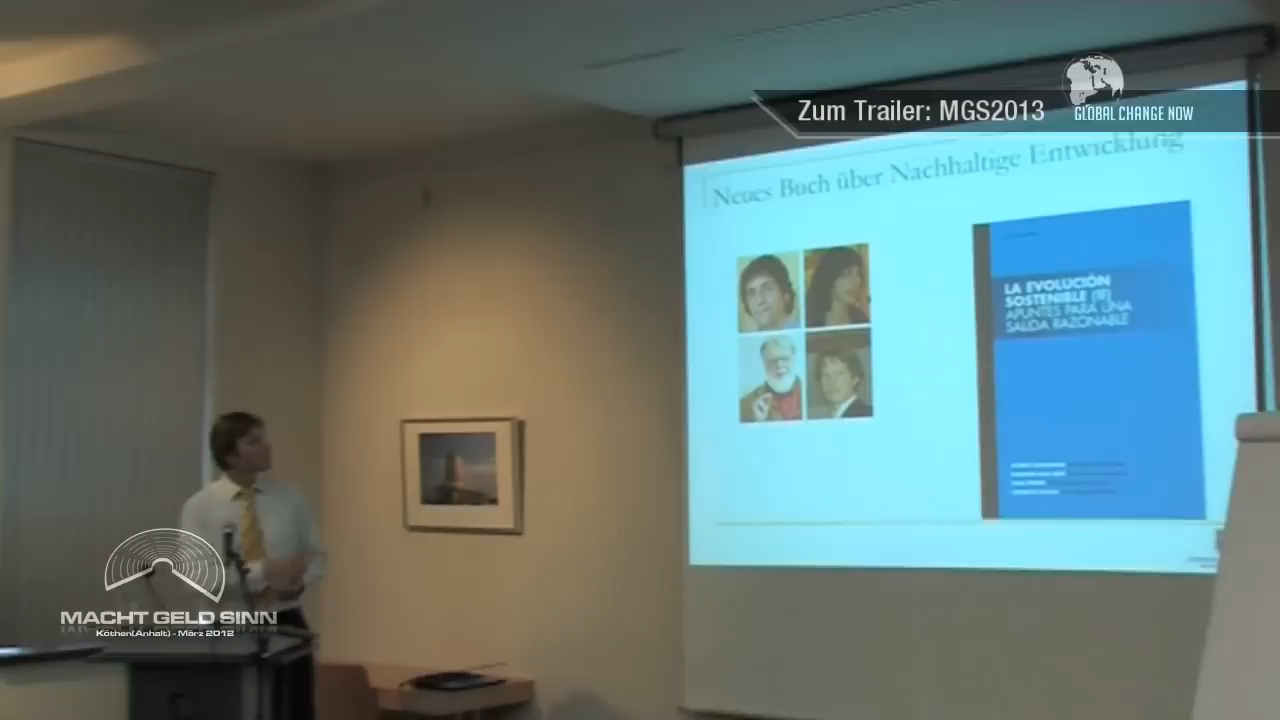 Zum Trailer: MGS2013
GLOBAL CHANGE NOW
Neues Buch über Nachhaltige Entwicklung
LA EVOLUCIÓN
SOSTENIBLE (II)
APUNTES PARA UNA
SALIDA RAZONABLE
MACHT GELD SINN
Köthen(Anhalt) - März 2012